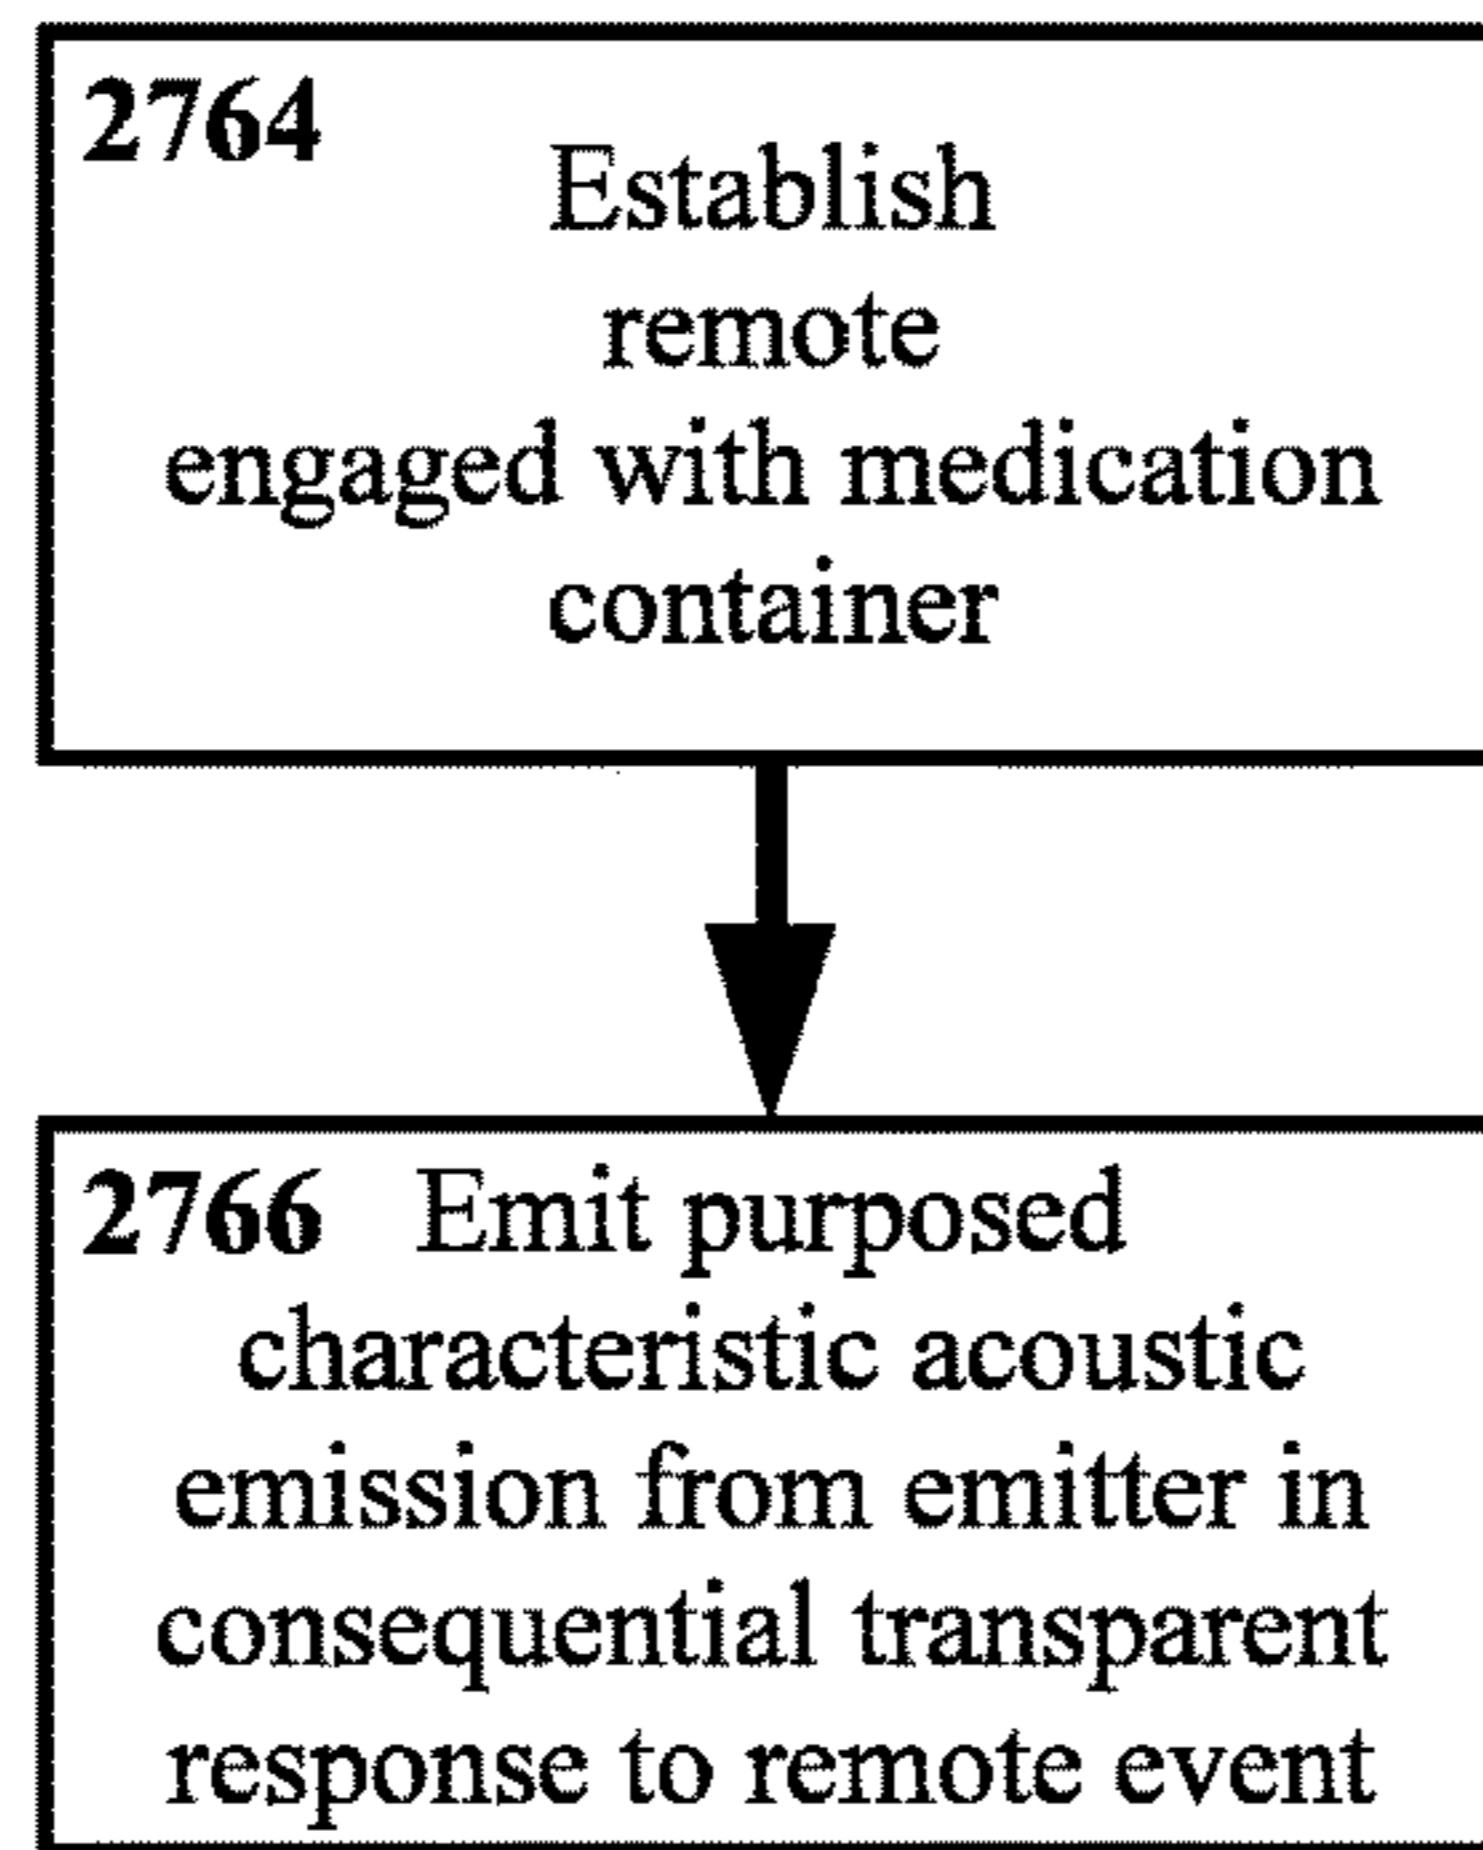 2764
Establish
remote
engaged with medication
container
2766 Emit purposed
characteristic acoustic
emission from emitter in
consequential transparent
response to remote event